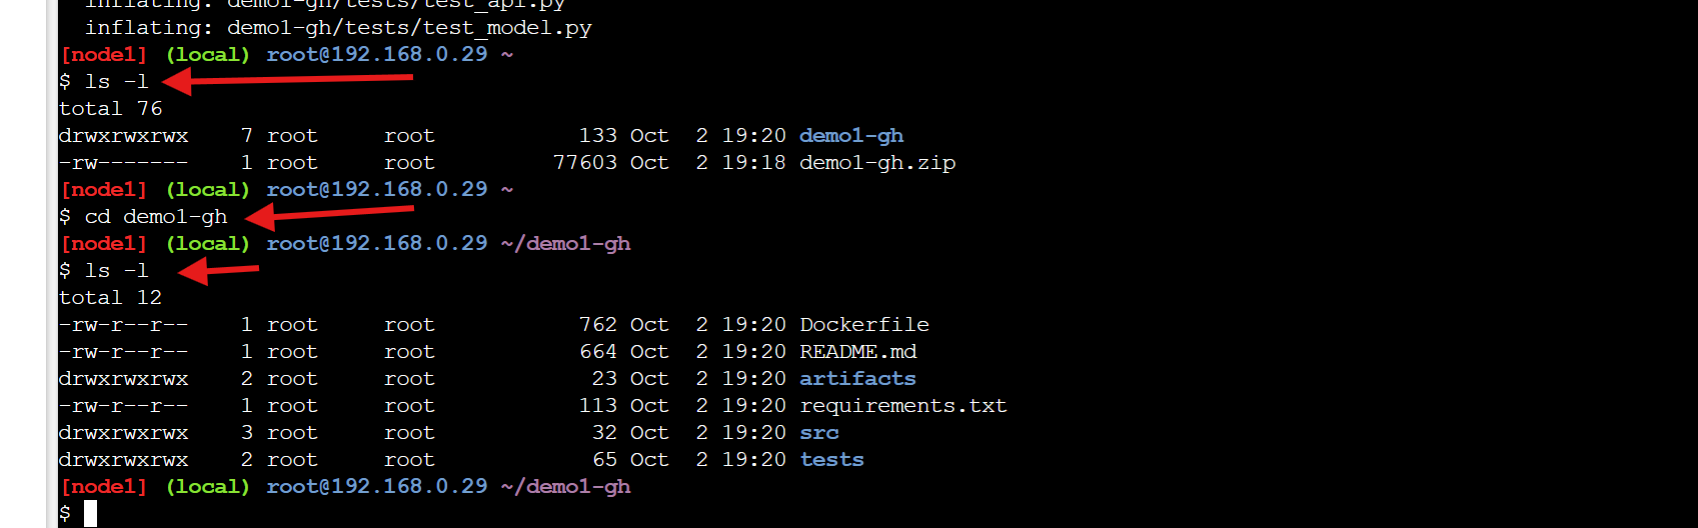 inflating: demo1-gh/tests/test_api.py
inflating: demo1-gh/tests/test_model.py
[node1] (local) root@192.168.0.29 ~
$ ls -l
total 76
drwxrwxrwx    7 root     root           133 Oct  2 19:20 demo1-gh
-rw-------    1 root     root         77603 Oct  2 19:18 demo1-gh.zip
[node1] (local) root@192.168.0.29 ~
$ cd demo1-gh
[node1] (local) root@192.168.0.29 ~/demo1-gh
$ ls -l
total 12
-rw-r--r--    1 root     root           762 Oct  2 19:20 Dockerfile
-rw-r--r--    1 root     root           664 Oct  2 19:20 README.md
drwxrwxrwx    2 root     root            23 Oct  2 19:20 artifacts
-rw-r--r--    1 root     root           113 Oct  2 19:20 requirements.txt
drwxrwxrwx    3 root     root            32 Oct  2 19:20 src
drwxrwxrwx    2 root     root            65 Oct  2 19:20 tests
[node1] (local) root@192.168.0.29 ~/demo1-gh
$